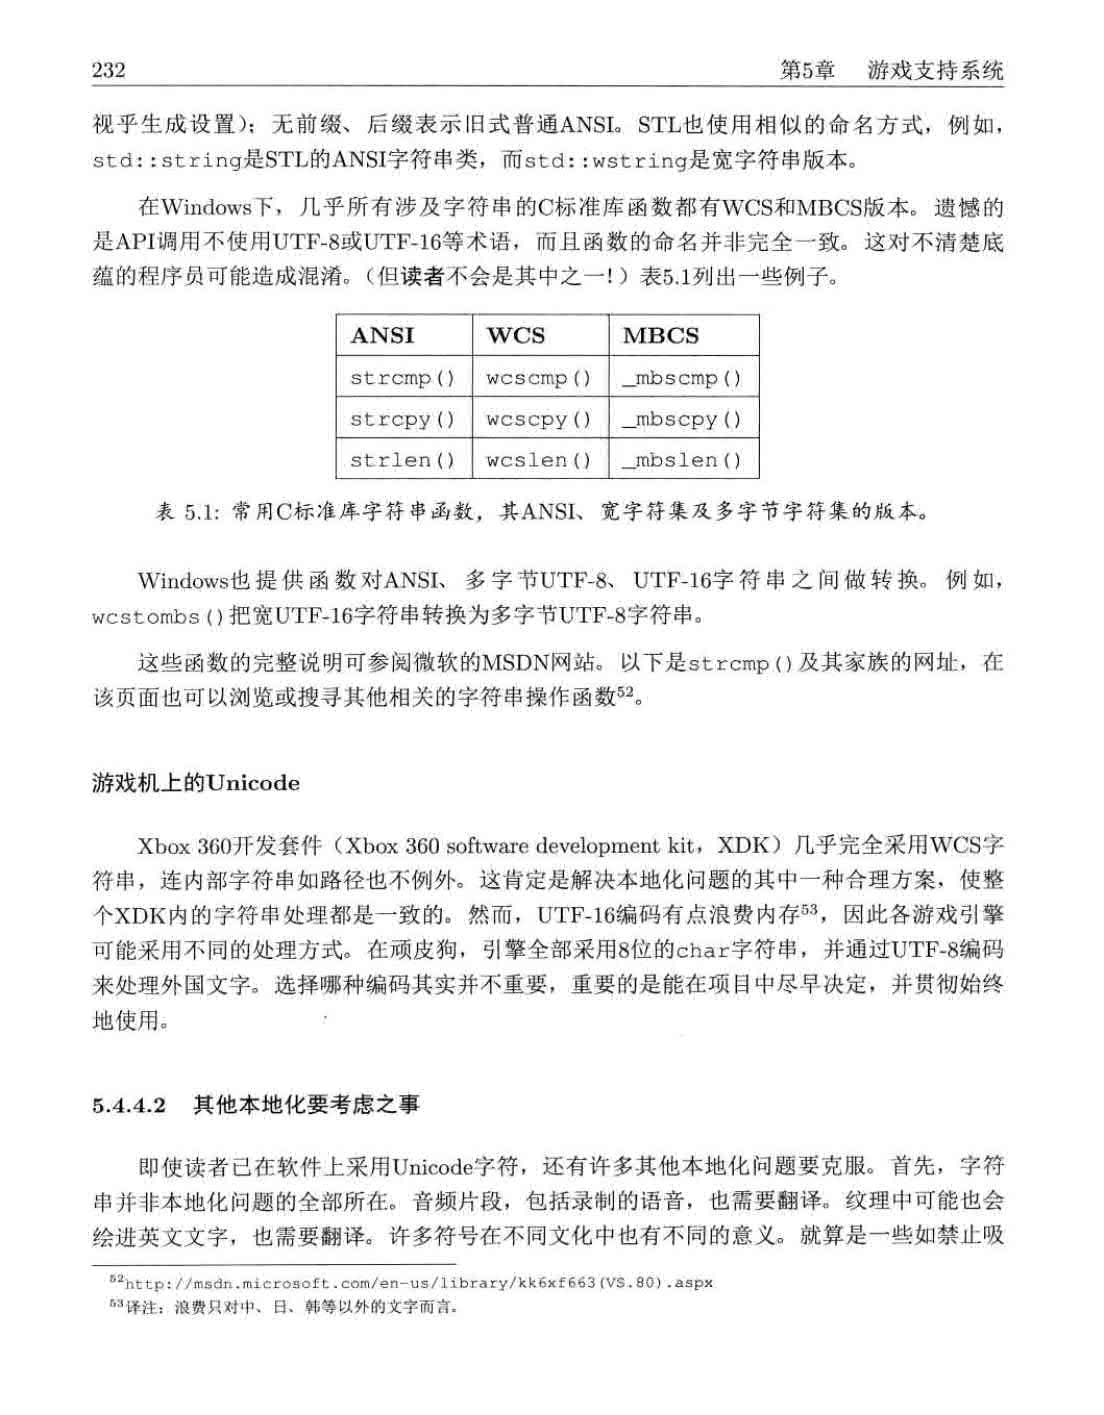 232 第5章 游戏支持系统
视乎生成设置);无前缀、后缀表示旧式普通ANSI。STL也使用相似的命名方式,例如,
std::string是STL的ANSI字符串类,而std::wstring是宽字符串版本。
在Windows下,几乎所有涉及字符串的C标准库函数都有WCS和MBCS版本。遗憾的
是API调用不使用UTF-8或UTF-16等术语,而且函数的命名并非完全一致。这对不清楚底
蕴的程序员可能造成混淆。(但读者不会是其中之一!)表5.1列出一些例子。
ANSI WCS MBCS
strcmp() wcscmp() _mbscmp()
strcpy() wcscpy() _mbscpy()
strlen() wcslen() _mbslen()
表 5.1: 常用C标准库字符串函数,其ANSI、宽字符集及多字节字符集的版本。
Windows也提供函数对ANSI、多字节UTF-8、UTF-16字符串之间做转换。例如,
wcstombs()把宽UTF-16字符串转换为多字节UTF-8字符串。
这些函数的完整说明可参阅微软的MSDN网站。以下是strcmp()及其家族的网址,在
该页面也可以浏览或搜寻其他相关的字符串操作函数52。
游戏机上的Unicode
Xbox 360开发套件(Xbox 360 software development kit,XDK)几乎完全采用WCS字
符串,连内部字符串如路径也不例外。这肯定是解决本地化问题的其中一种合理方案,使整
个XDK内的字符串处理都是一致的。然而,UTF-16编码有点浪费内存53,因此各游戏引擎
可能采用不同的处理方式。在顽皮狗,引擎全部采用8位的char字符串,并通过UTF-8编码
来处理外国文字。选择哪种编码其实并不重要,重要的是能在项目中尽早决定,并贯彻始终
地使用。
5.4.4.2 其他本地化要考虑之事
即使读者已在软件上采用Unicode字符,还有许多其他本地化问题要克服。首先,字符
串并非本地化问题的全部所在。音频片段,包括录制的语音,也需要翻译。纹理中可能也会
绘进英文文字,也需要翻译。许多符号在不同文化中也有不同的意义。就算是一些如禁止吸
52http://msdn.microsoft.com/en-us/library/kk6xf663(VS.80).aspx
53译注:浪费只对中、日、韩等以外的文字而言。